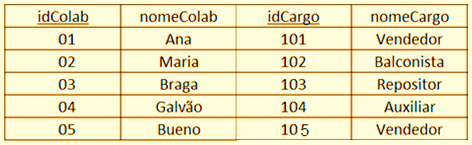 idColab nomeColab idCargo nomeCargo
01 Ana 101 Vendedor
02 Maria 102 Balconista
03 Braga 103 Repositor
04 Galvão 104 Auxiliar
05 Bueno 105 Vendedor